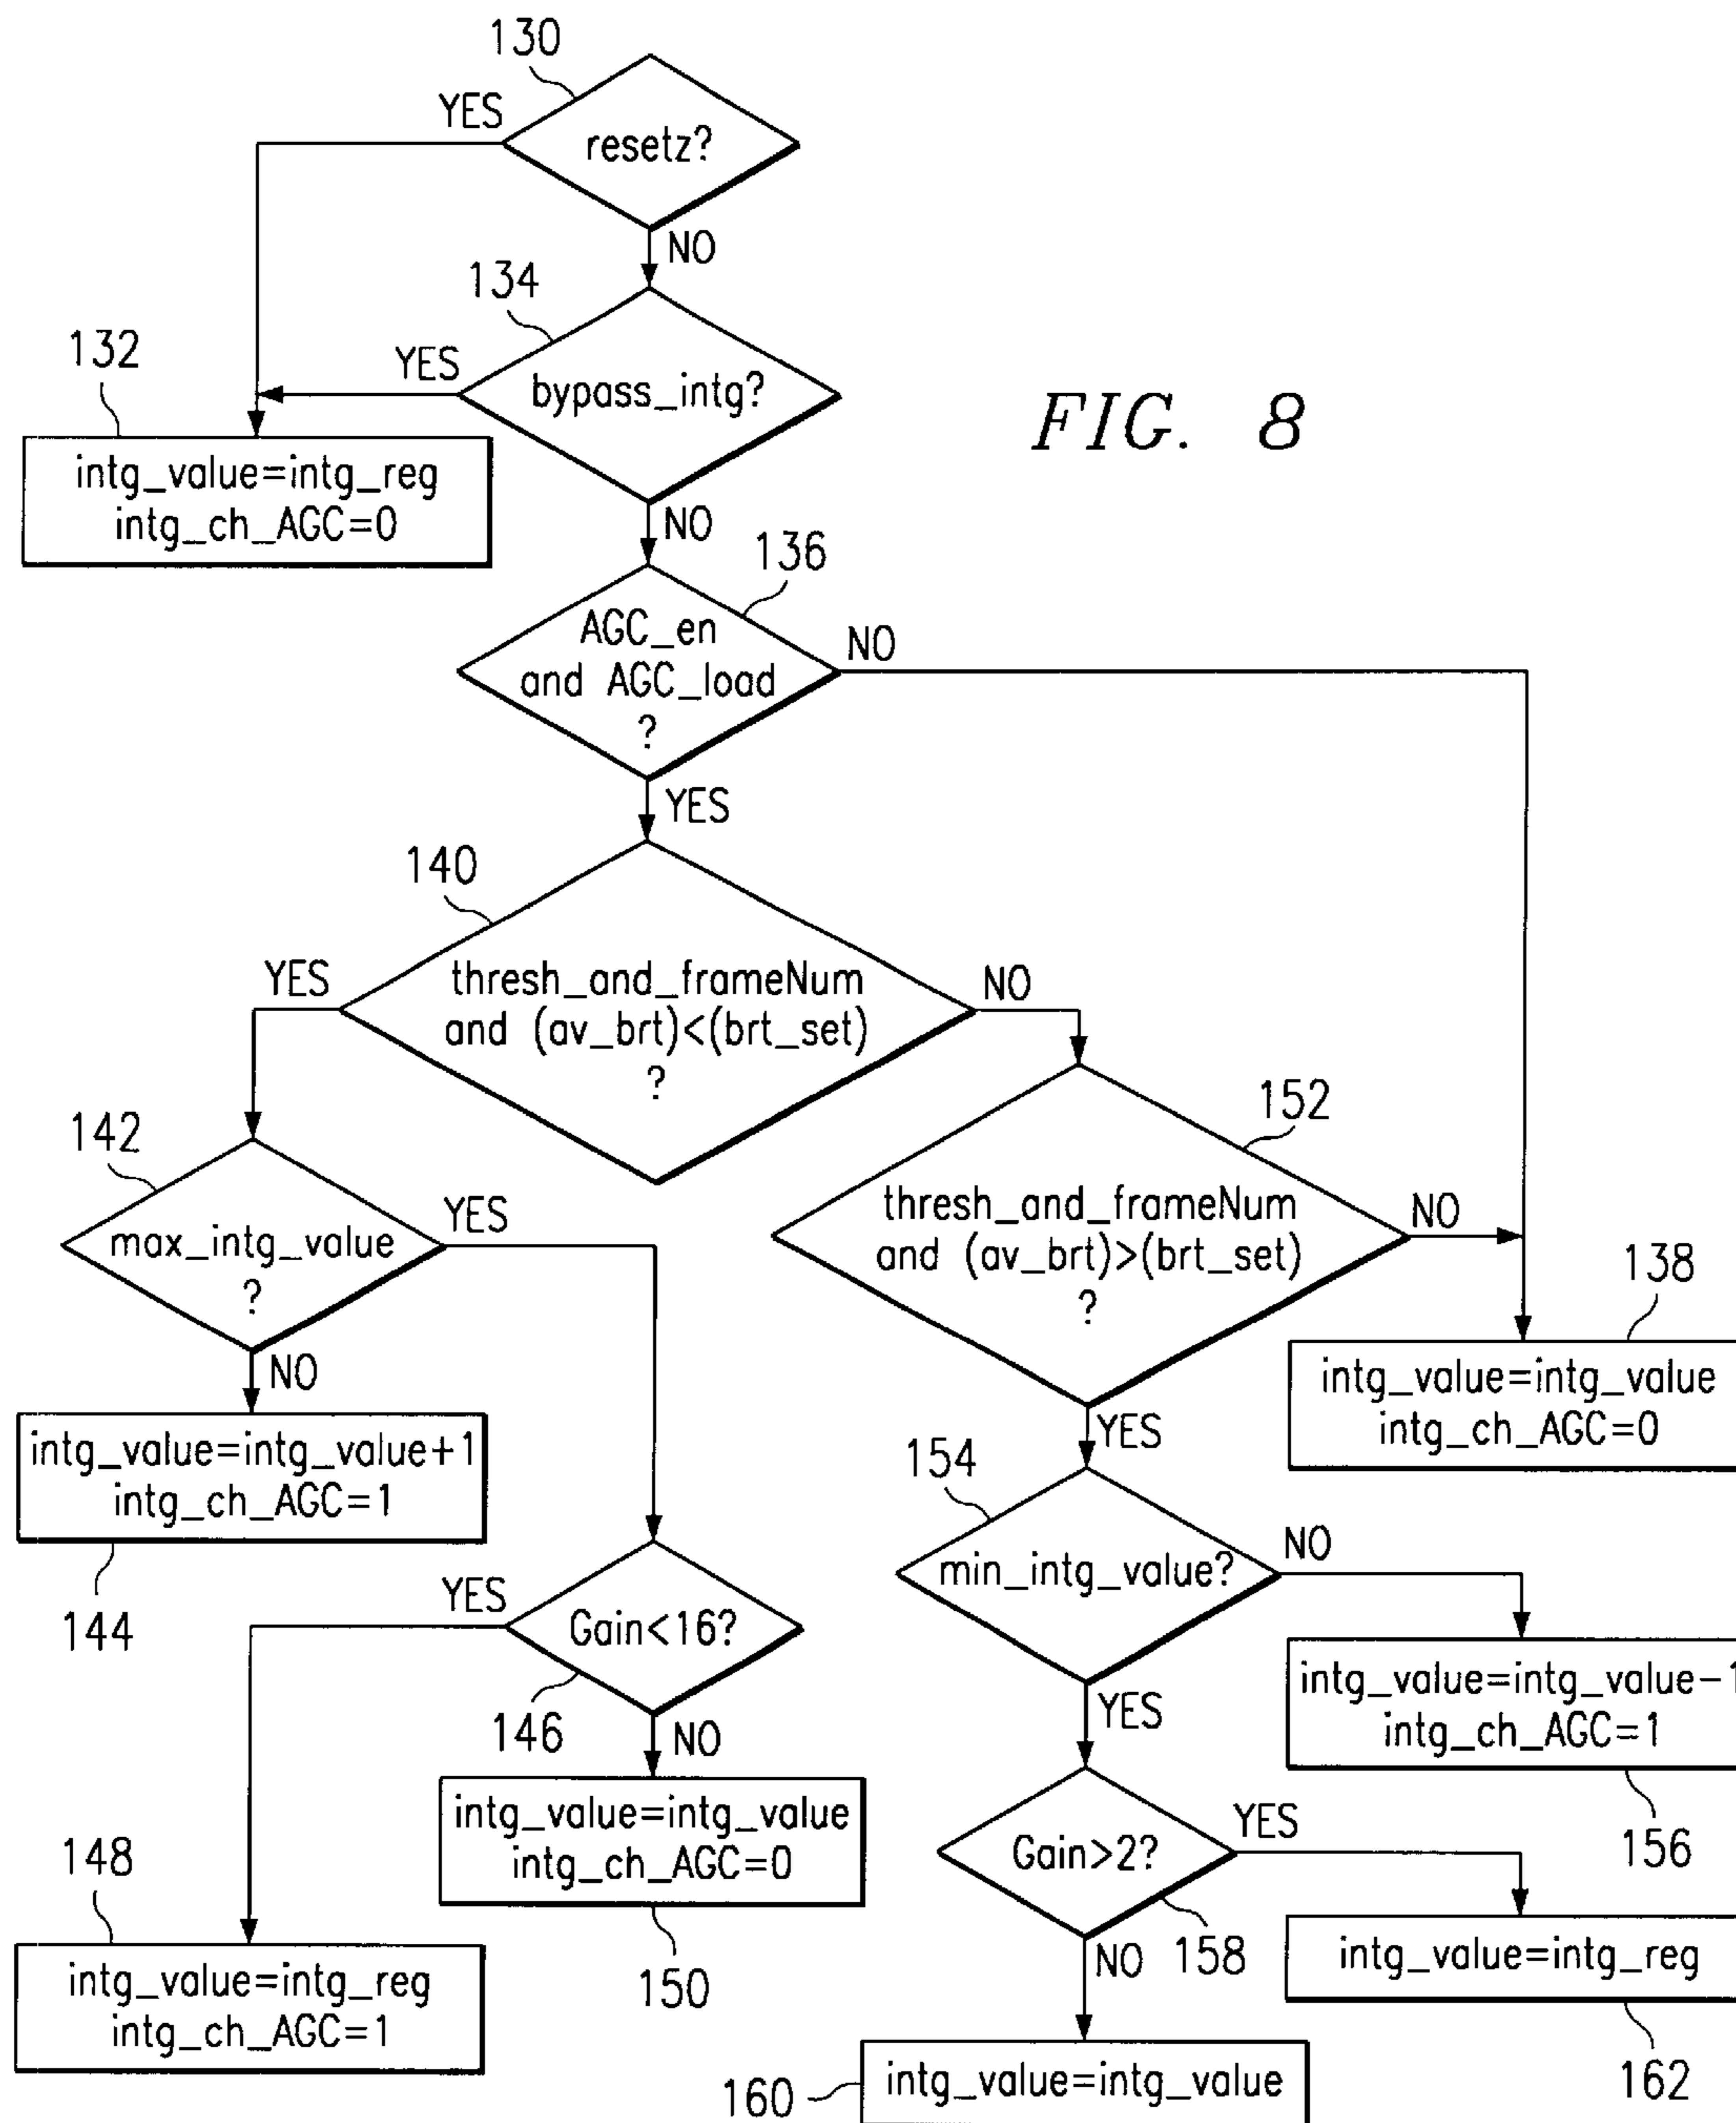 130
YES
resetz?
NO
134
132
YES
bypass_intg?
FIG. 8
intg_value=intg_reg
intg_ch_AGC=0
NO
136
AGC_en
and AGC_load
?
NO
YES
140
YES
thresh_and_frameNum
and (av_brt)<(brt_set)
?
NO
142
152
max_intg_value
?
YES
thresh_and_frameNum
and (av_brt)>(brt_set)
?
NO
138
NO
intg_value=intg_value
intg_ch_AGC=0
intg_value=intg_value+1
intg_ch_AGC=1
144
YES
154
min_intg_value?
NO
YES
Gain<16?
146
NO
YES
intg_value=intg_value-1
intg_ch_AGC=1
156
intg_value=intg_value
intg_ch_AGC=0
150
148
Gain>2?
YES
158
NO
intg_value=intg_reg
intg_ch_AGC=1
intg_value=intg_reg
162
160
intg_value=intg_value